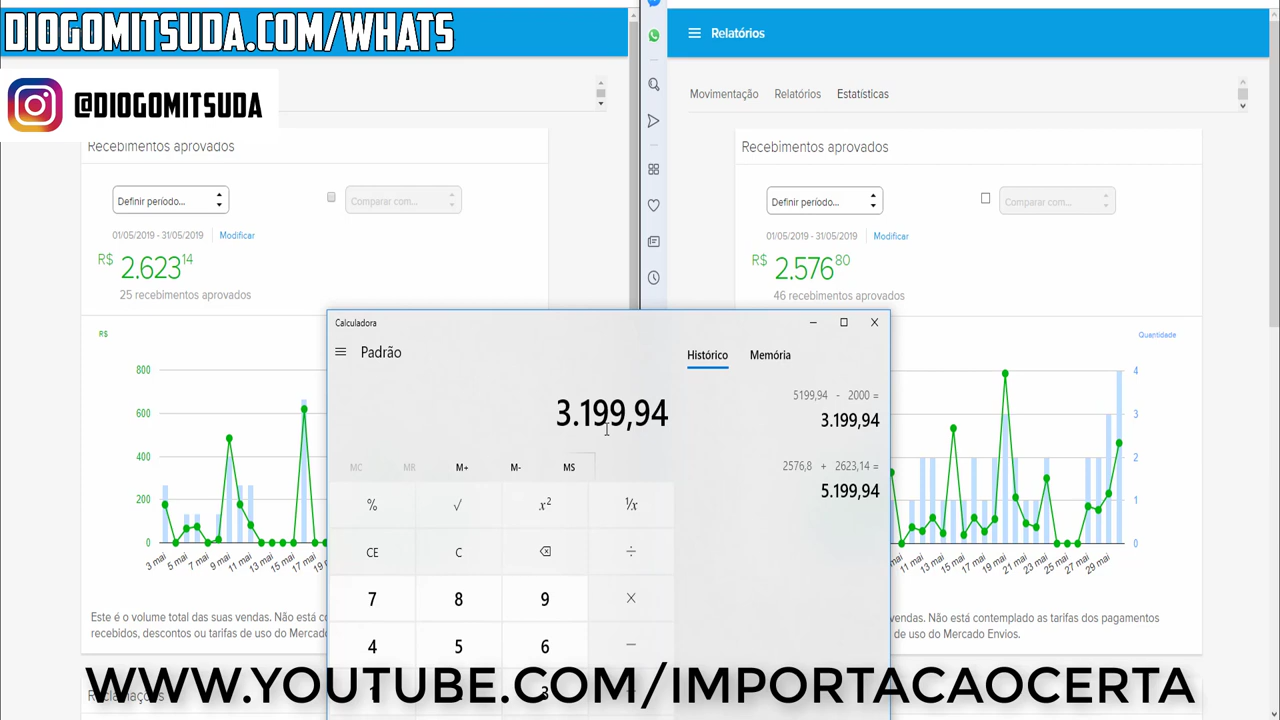 DIOGOMITSUDA.COM/WHATS
@DIOGOMITSUDA
Recebimentos aprovados
Definir período...
Comparar com...
01/05/2019 - 31/05/2019
Modificar
R$ 2.623 14
25 recebimentos aprovados
R$
800
600
400
200
0
3 mai
5 mai
7 mai
9 mai
11 mai
13 mai
15 mai
17 mai
19 mai
Este é o volume total das suas vendas. Não está
recebidos, descontos ou tarifas de uso do Mercado
Relatórios
Movimentação
Relatórios
Estatísticas
Recebimentos aprovados
Definir período...
Comparar com...
01/05/2019 - 31/05/2019
Modificar
R$ 2.576 80
46 recebimentos aprovados
Quantidade
4
3
2
1
0
11 mai
13 mai
15 mai
17 mai
19 mai
21 mai
23 mai
25 mai
27 mai
29 mai
vendas. Não está contemplado as tarifas dos pagamentos
de uso do Mercado Envios.
Calculadora
Padrão
Histórico
Memória
3.199,94
5199,94 - 2000 =
3.199,94
2576,8 + 2623,14 =
5.199,94
MC MR M+ M- MS
% √ x² ¹/x
CE C ÷
7 8 9 ×
4 5 6 −
WWW.YOUTUBE.COM/IMPORTACAOCERTA